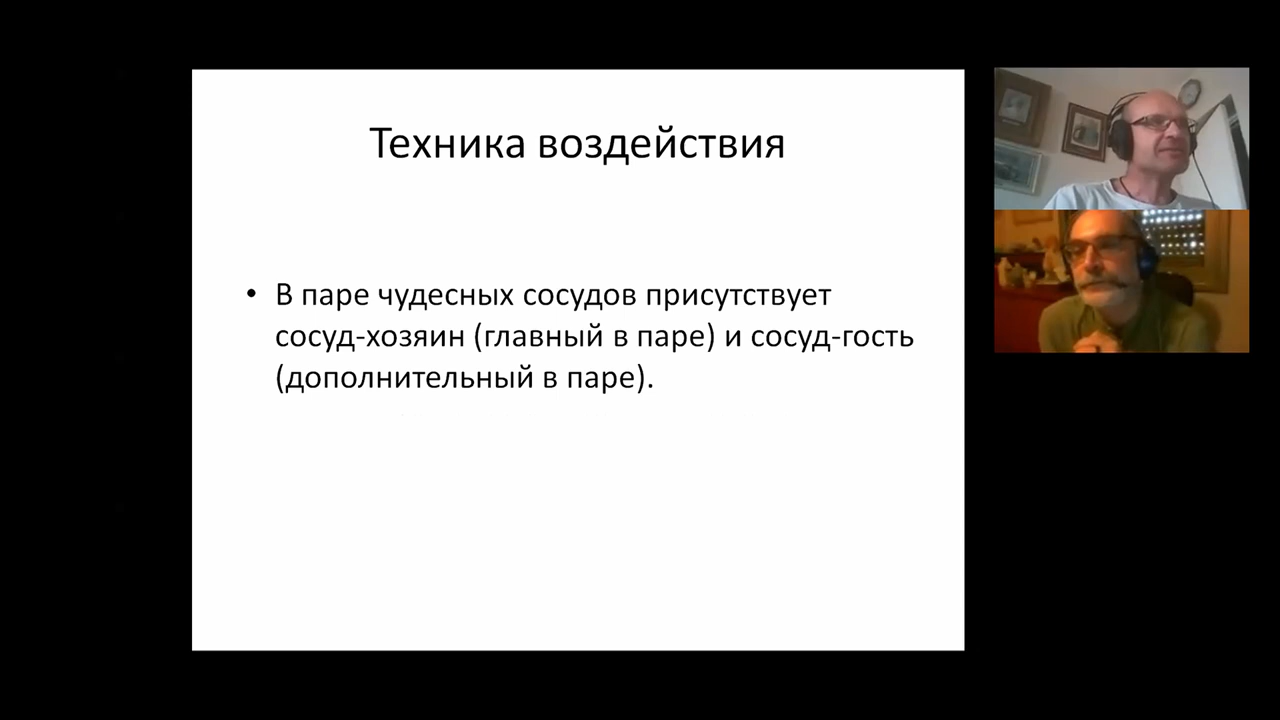 Техника воздействия
• В паре чудесных сосудов присутствует
сосуд-хозяин (главный в паре) и сосуд-гость
(дополнительный в паре).